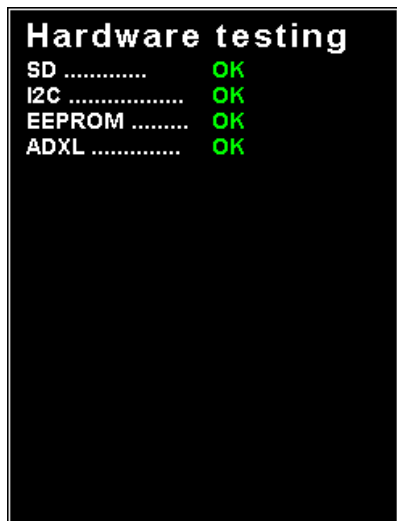 Hardware testing
SD ............. OK
I2C .................. OK
EEPROM ......... OK
ADXL .............. OK